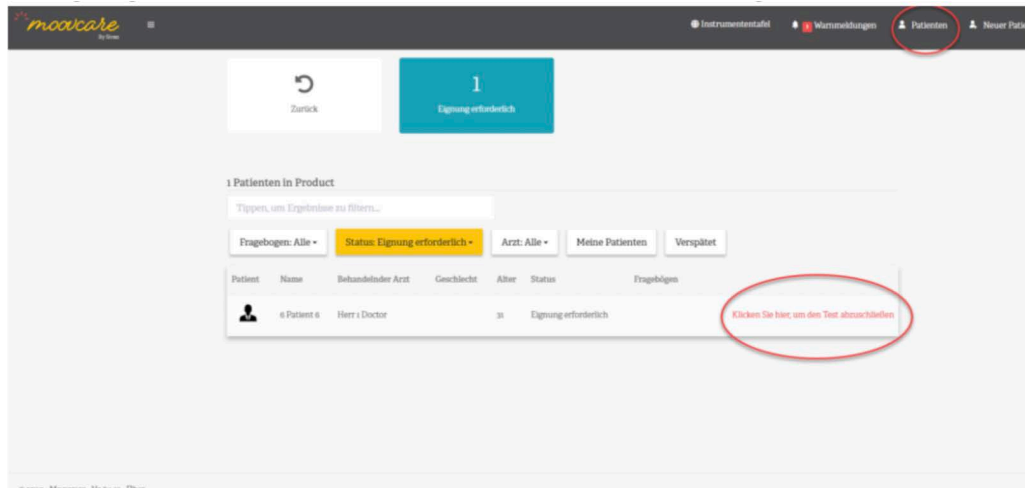 moovcare
Instrumententafel
Warnmeldungen
Patienten
Neuer Pati
Zurück
1
Eignung erforderlich
1 Patienten in Product
Tippen, um Ergebnisse zu filtern...
Fragebogen: Alle
Status: Eignung erforderlich
Arzt: Alle
Meine Patienten
Verspätet
Patient Name Behandelnder Arzt Geschlecht Alter Status Fragebögen
6 Patient 6 Herr 1 Doctor 31 Eignung erforderlich Klicken Sie hier, um den Test abzuschließen